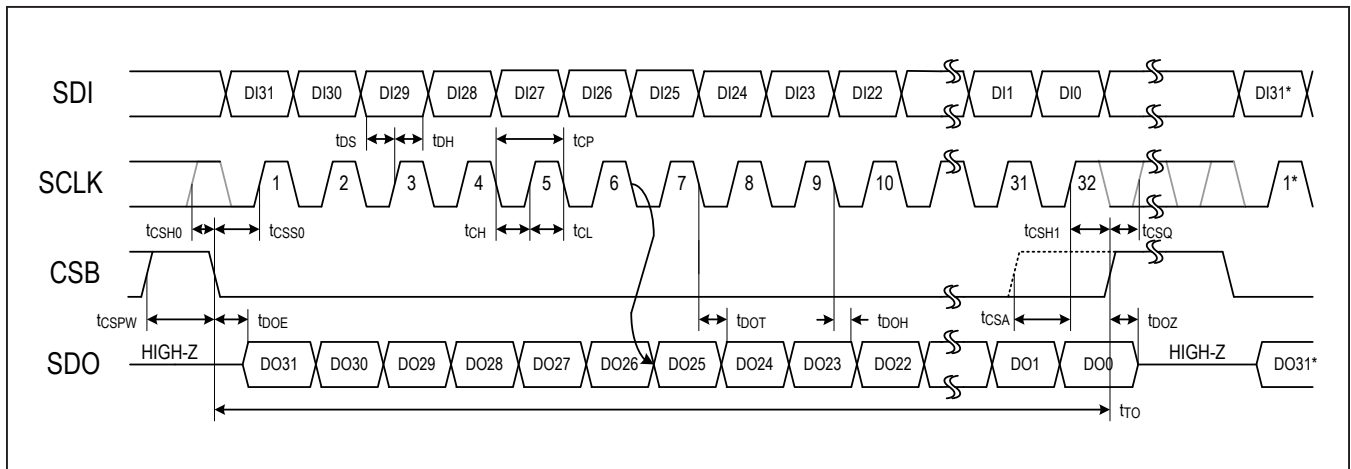 SDI DI31 DI30 DI29 DI28 DI27 DI26 DI25 DI24 DI23 DI22 DI1 DI0 DI31*
tDS tDH tCP
SCLK 1 2 3 4 5 6 7 8 9 10 31 32 1*
tCSH0 tCSS0 tCH tCL tCSH1 tCSQ
CSB
tCSPW tDOE tDOT tDOH tCSA tDOZ
SDO HIGH-Z DO31 DO30 DO29 DO28 DO27 DO26 DO25 DO24 DO23 DO22 DO1 DO0 HIGH-Z DO31*
tTO